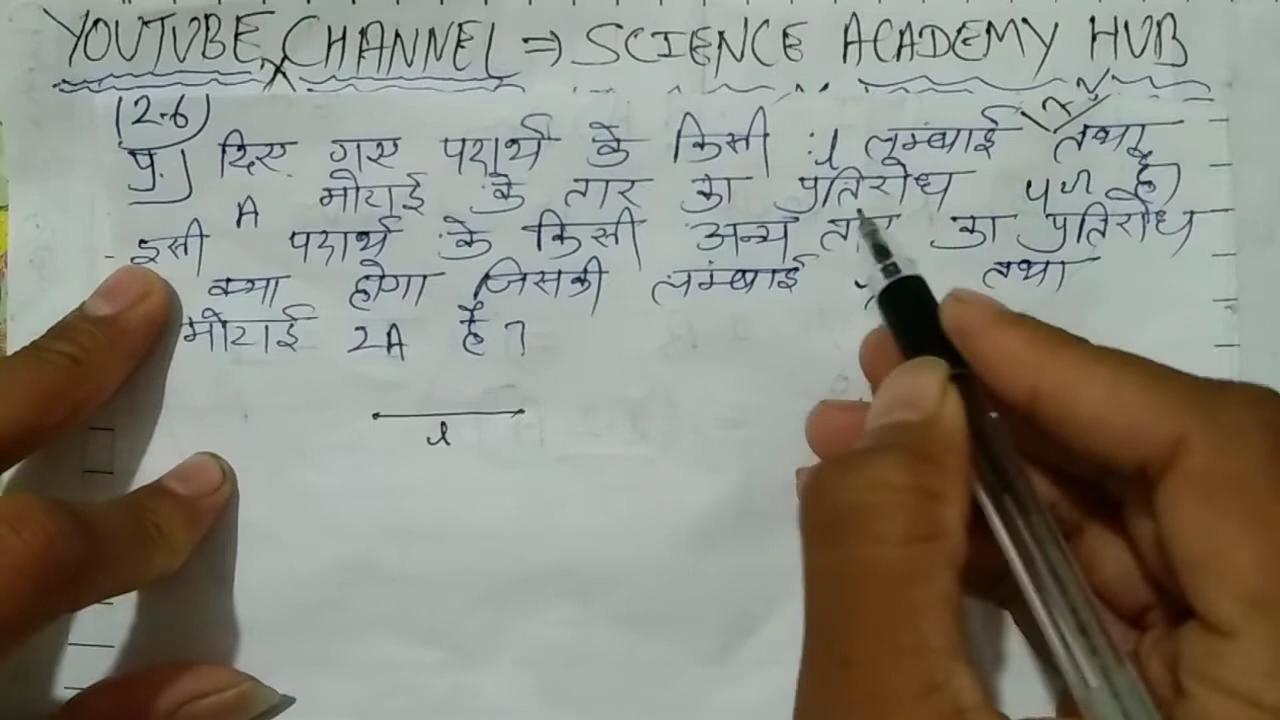 YOUTUBE CHANNEL ⇒ SCIENCE ACADEMY HUB
(2.6)
प्र.] दिए गए पदार्थ के किसी l लम्बाई तथा
A मोटाई के तार का प्रतिरोध 4Ω है।
इसी पदार्थ के किसी अन्य तार का प्रतिरोध
क्या होगा जिसकी लम्बाई तथा
मोटाई 2A है?
l